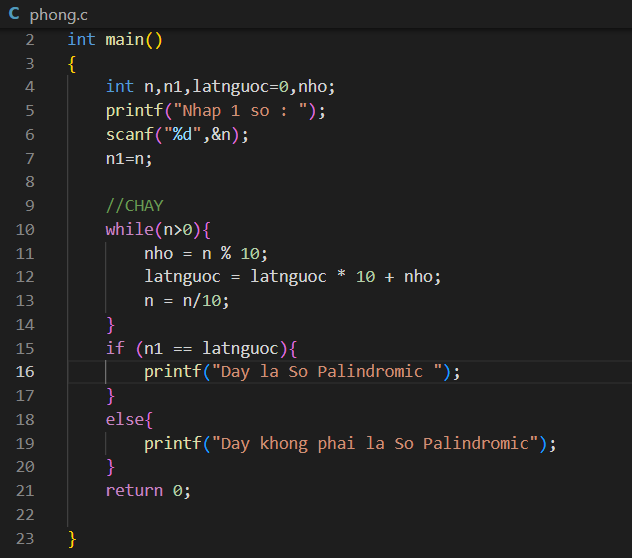 C phong.c
2 int main()
3 {
4 int n,n1,latnguoc=0,nho;
5 printf("Nhap 1 so : ");
6 scanf("%d",&n);
7 n1=n;
8
9 //CHAY
10 while(n>0){
11 nho = n % 10;
12 latnguoc = latnguoc * 10 + nho;
13 n = n/10;
14 }
15 if (n1 == latnguoc){
16 printf("Day la So Palindromic ");
17 }
18 else{
19 printf("Day khong phai la So Palindromic");
20 }
21 return 0;
22
23 }